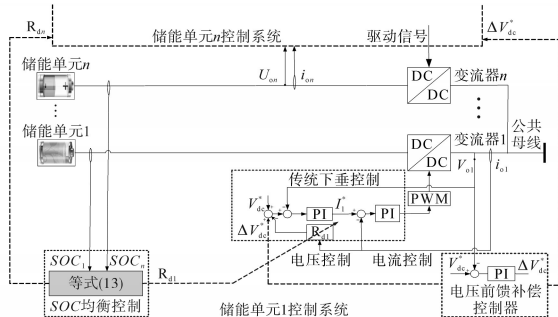 R_dn
储能单元n控制系统
驱动信号
ΔV*_dc
储能单元n
U_on
i_on
DC
DC
变流器n
储能单元1
DC
DC
变流器1
公共
母线
V_o1
i_o1
传统下垂控制
PWM
V*_dc
+
-
PI
I*_1
+
-
PI
ΔV*_dc
+
R_d1
SOC_1
SOC_n
R_d1
电压控制
电流控制
等式(13)
SOC均衡控制
V*_dc
+
-
PI
ΔV*_dc
电压前馈补偿
控制器
储能单元1控制系统